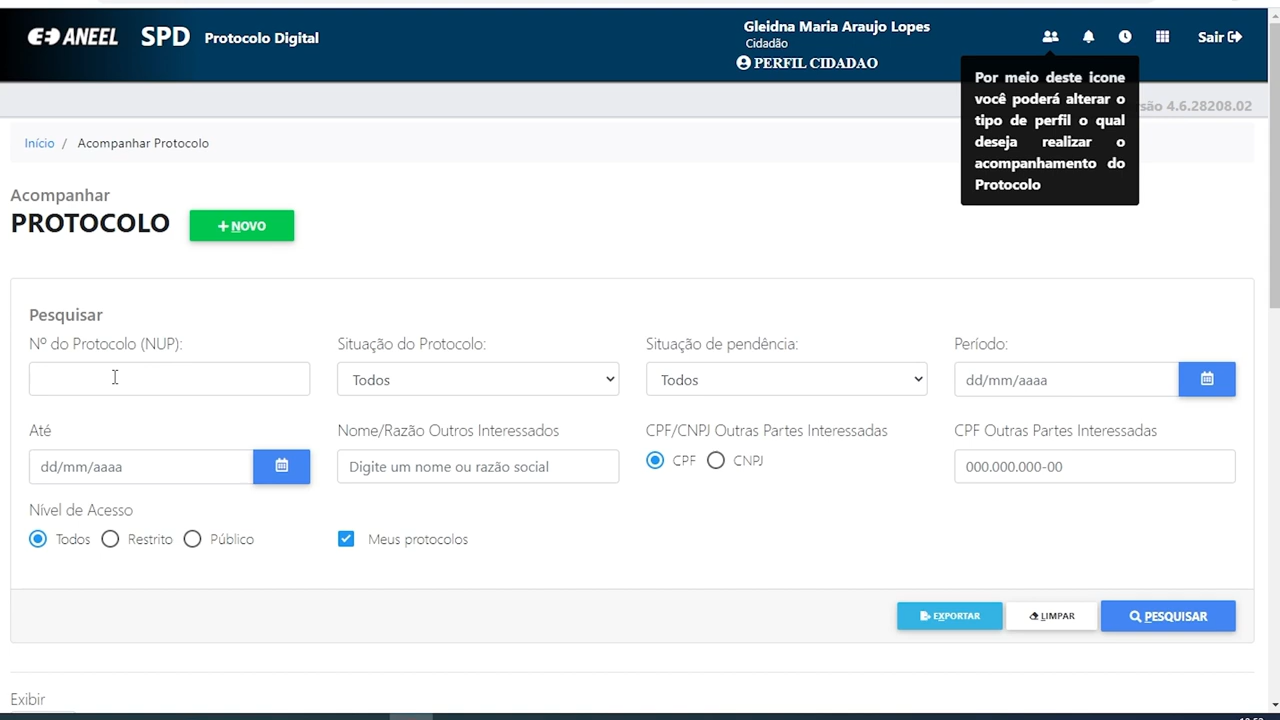 ANEEL SPD Protocolo Digital
Gleidna Maria Araujo Lopes
Cidadão
PERFIL CIDADAO
Sair
Por meio deste icone
você poderá alterar o
tipo de perfil o qual
deseja realizar o
acompanhamento do
Protocolo
são 4.6.28208.02
Início / Acompanhar Protocolo
Acompanhar
PROTOCOLO
+ NOVO
Pesquisar
Nº do Protocolo (NUP):
Situação do Protocolo:
Situação de pendência:
Período:
Todos
Todos
dd/mm/aaaa
Até
Nome/Razão Outros Interessados
CPF/CNPJ Outras Partes Interessadas
CPF Outras Partes Interessadas
dd/mm/aaaa
Digite um nome ou razão social
CPF CNPJ
000.000.000-00
Nível de Acesso
Todos Restrito Público
Meus protocolos
EXPORTAR
LIMPAR
PESQUISAR
Exibir